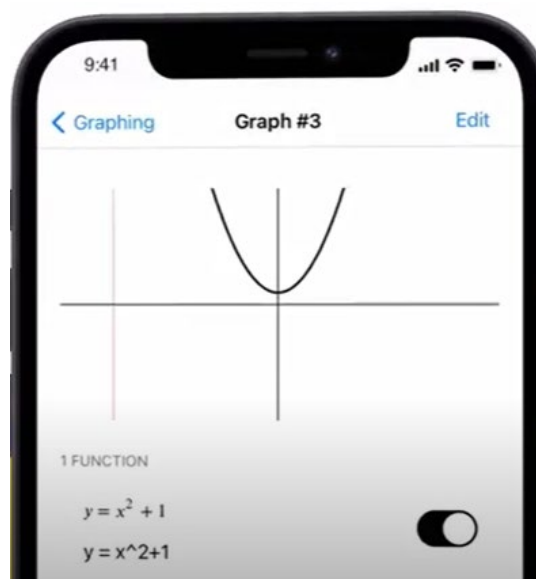 9:41
Graphing Graph #3 Edit
1 FUNCTION
y = x² + 1
y = x^2+1